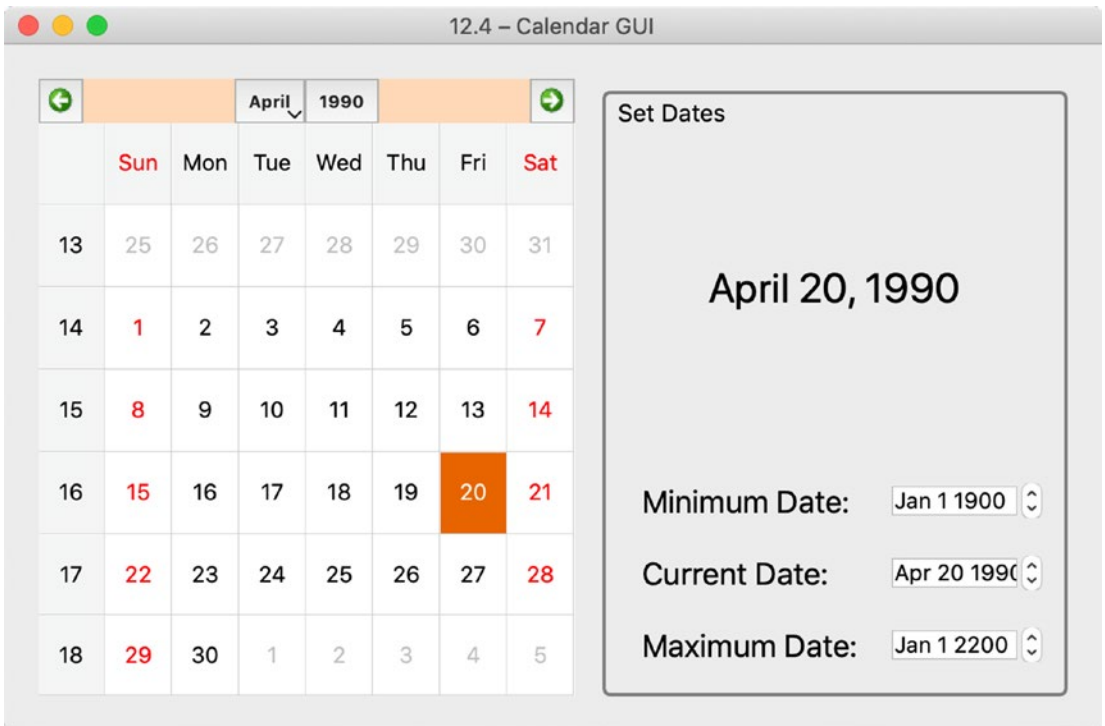 12.4 – Calendar GUI
April 1990
Sun Mon Tue Wed Thu Fri Sat
13 25 26 27 28 29 30 31
14 1 2 3 4 5 6 7
15 8 9 10 11 12 13 14
16 15 16 17 18 19 20 21
17 22 23 24 25 26 27 28
18 29 30 1 2 3 4 5
Set Dates
April 20, 1990
Minimum Date: Jan 1 1900
Current Date: Apr 20 1990
Maximum Date: Jan 1 2200